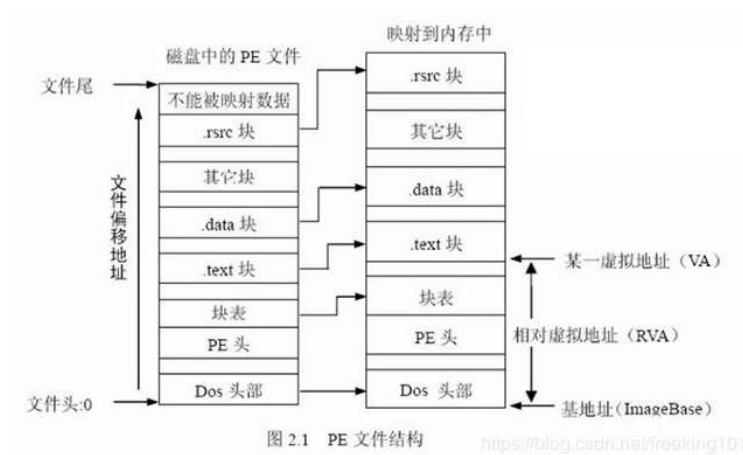 映射到内存中
磁盘中的 PE 文件
文件尾
不能被映射数据
.rsrc 块
其它块
.data 块
.text 块
块表
PE 头
Dos 头部
文件偏移地址
文件头:0
.rsrc 块
其它块
.data 块
.text 块
块表
PE 头
Dos 头部
某一虚拟地址（VA）
相对虚拟地址（RVA）
基地址(ImageBase)
图 2.1 PE 文件结构
https://blog.csdn.net/freeking101